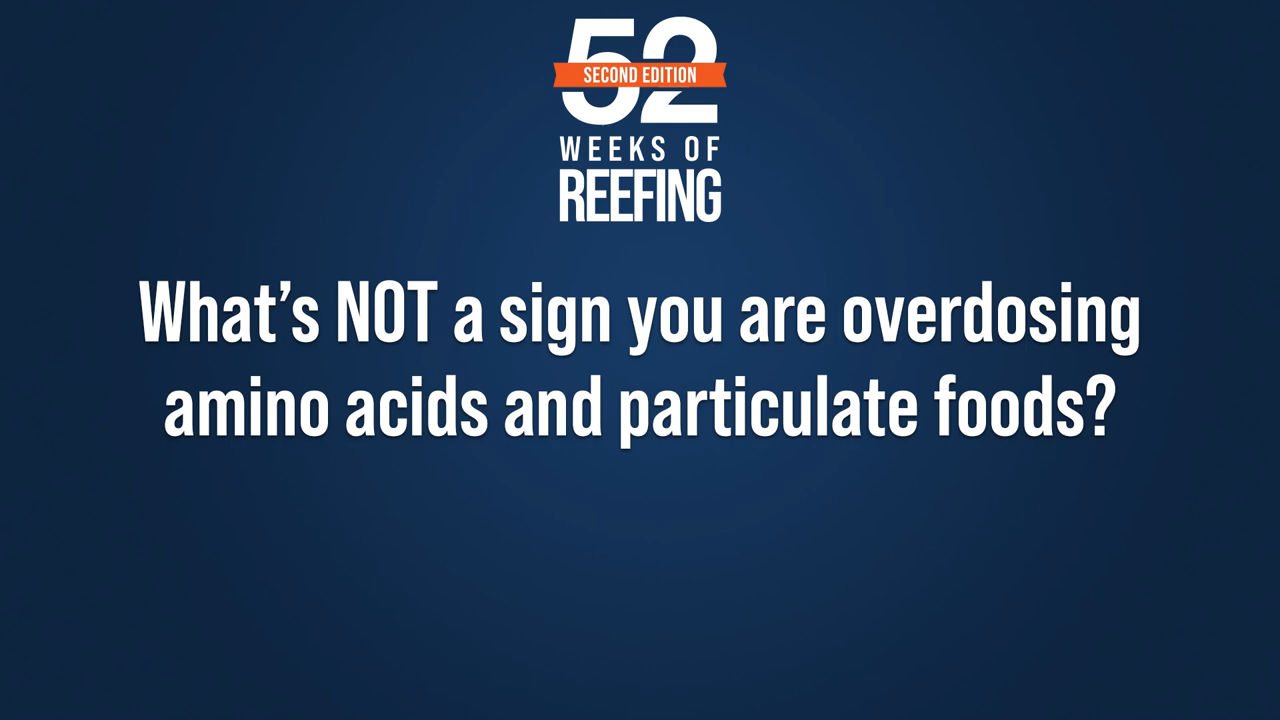 52
SECOND EDITION
WEEKS OF
REEFING
What’s NOT a sign you are overdosing
amino acids and particulate foods?